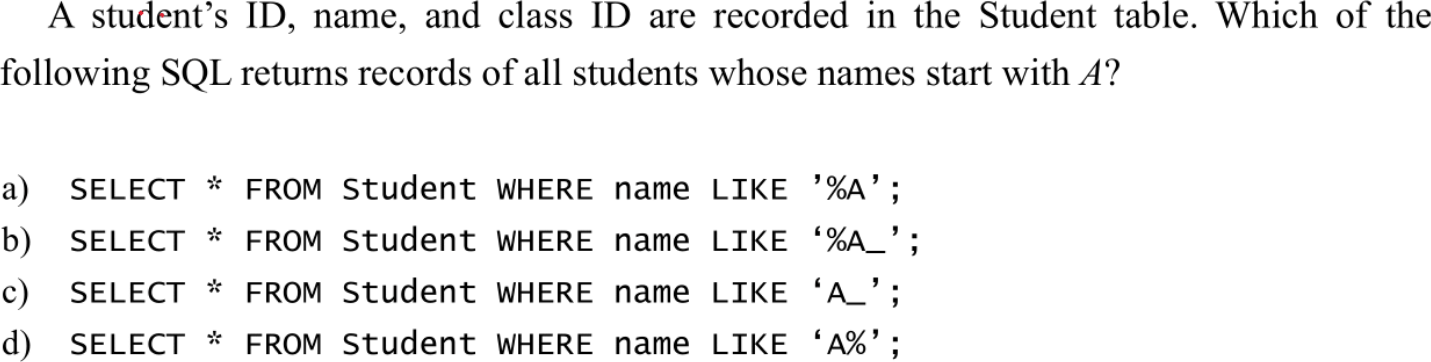 A student’s ID, name, and class ID are recorded in the Student table. Which of the
following SQL returns records of all students whose names start with A?
a) SELECT * FROM Student WHERE name LIKE ’%A’;
b) SELECT * FROM Student WHERE name LIKE ‘%A_’;
c) SELECT * FROM Student WHERE name LIKE ‘A_’;
d) SELECT * FROM Student WHERE name LIKE ‘A%’;